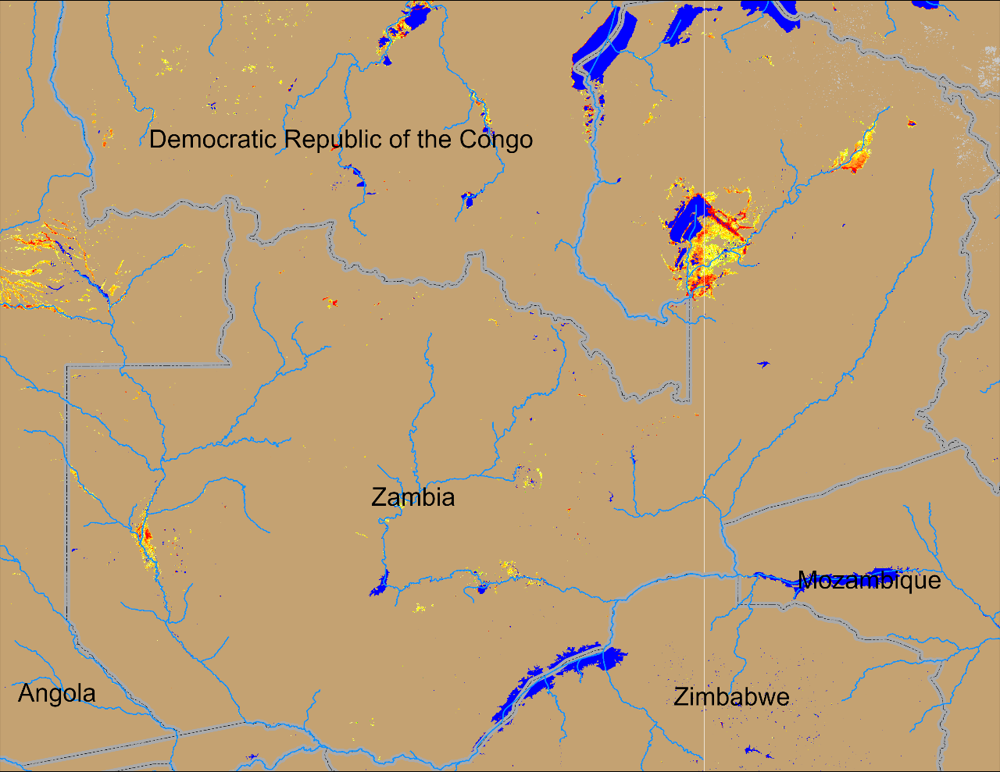 Democratic Republic of the Congo
Zambia
Mozambique
Angola
Zimbabwe